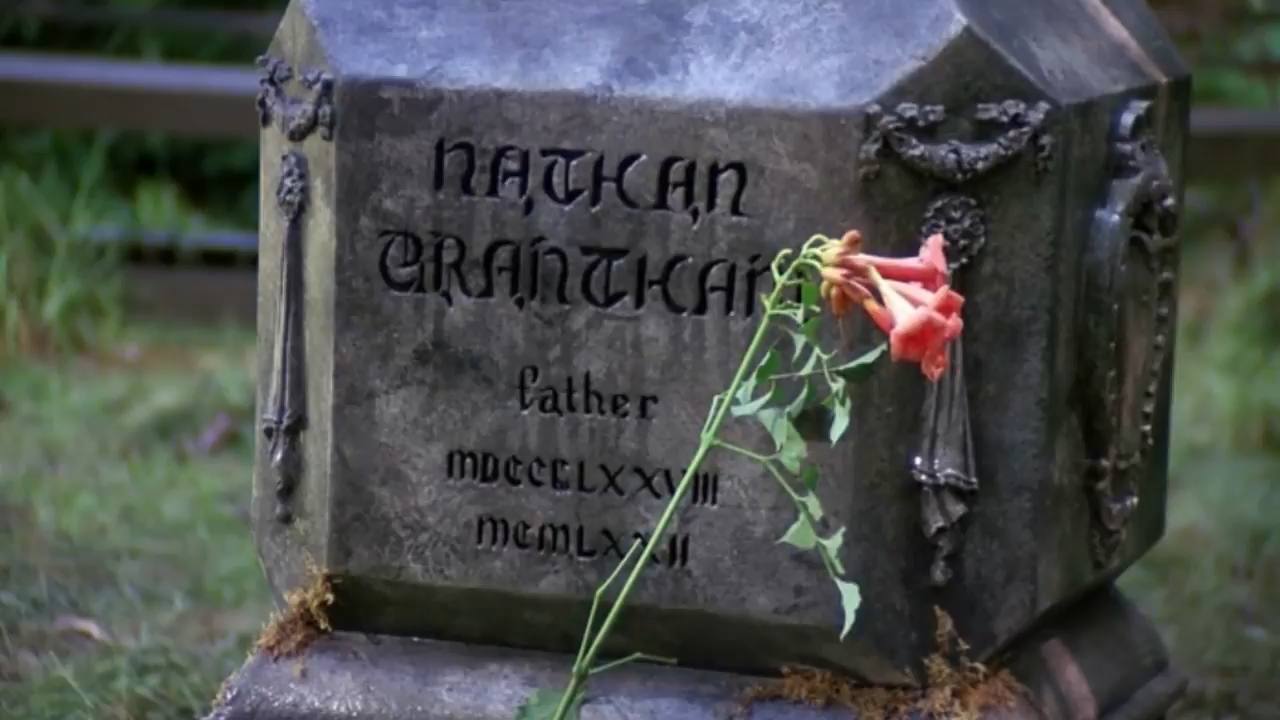 NATHAN
GRANTHAM
father
MDCCCLXXVIII
MCMLXXII